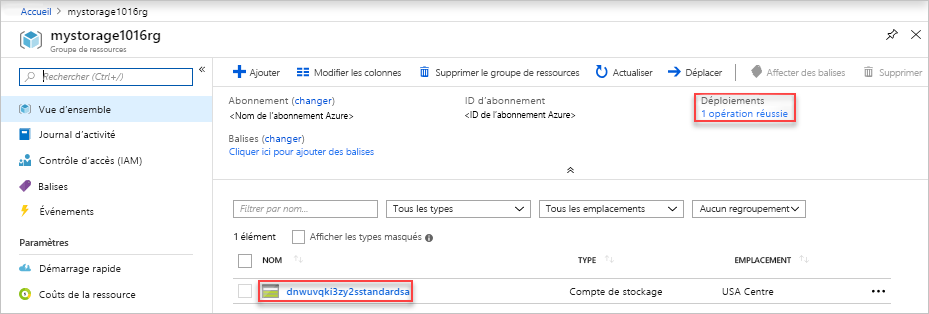 Accueil > mystorage1016rg
mystorage1016rg
Groupe de ressources
Rechercher (Ctrl+/)
Vue d'ensemble
Journal d'activité
Contrôle d'accès (IAM)
Balises
Événements
Paramètres
Démarrage rapide
Coûts de la ressource
Ajouter Modifier les colonnes Supprimer le groupe de ressources Actualiser Déplacer Affecter des balises Supprimer
Abonnement (changer) ID d'abonnement Déploiements
<Nom de l'abonnement Azure> <ID de l'abonnement Azure> 1 opération réussie
Balises (changer)
Cliquer ici pour ajouter des balises
Filtrer par nom... Tous les types Tous les emplacements Aucun regroupement
1 élément Afficher les types masqués
NOM TYPE EMPLACEMENT
dnwuvqki3zy2sstandardsa Compte de stockage USA Centre